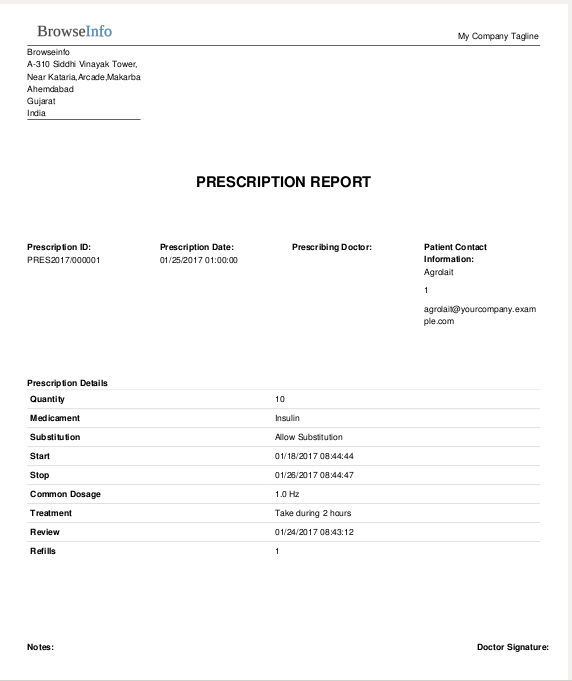 BrowseInfo
My Company Tagline
Browseinfo
A-310 Siddhi Vinayak Tower,
Near Kataria,Arcade,Makarba
Ahemdabad
Gujarat
India
PRESCRIPTION REPORT
Prescription ID:
PRES2017/000001
Prescription Date:
01/25/2017 01:00:00
Prescribing Doctor:
Patient Contact
Information:
Agrolait
1
agrolait@yourcompany.exam
ple.com
Prescription Details
Quantity 10
Medicament Insulin
Substitution Allow Substitution
Start 01/18/2017 08:44:44
Stop 01/26/2017 08:44:47
Common Dosage 1.0 Hz
Treatment Take during 2 hours
Review 01/24/2017 08:43:12
Refills 1
Notes: Doctor Signature: